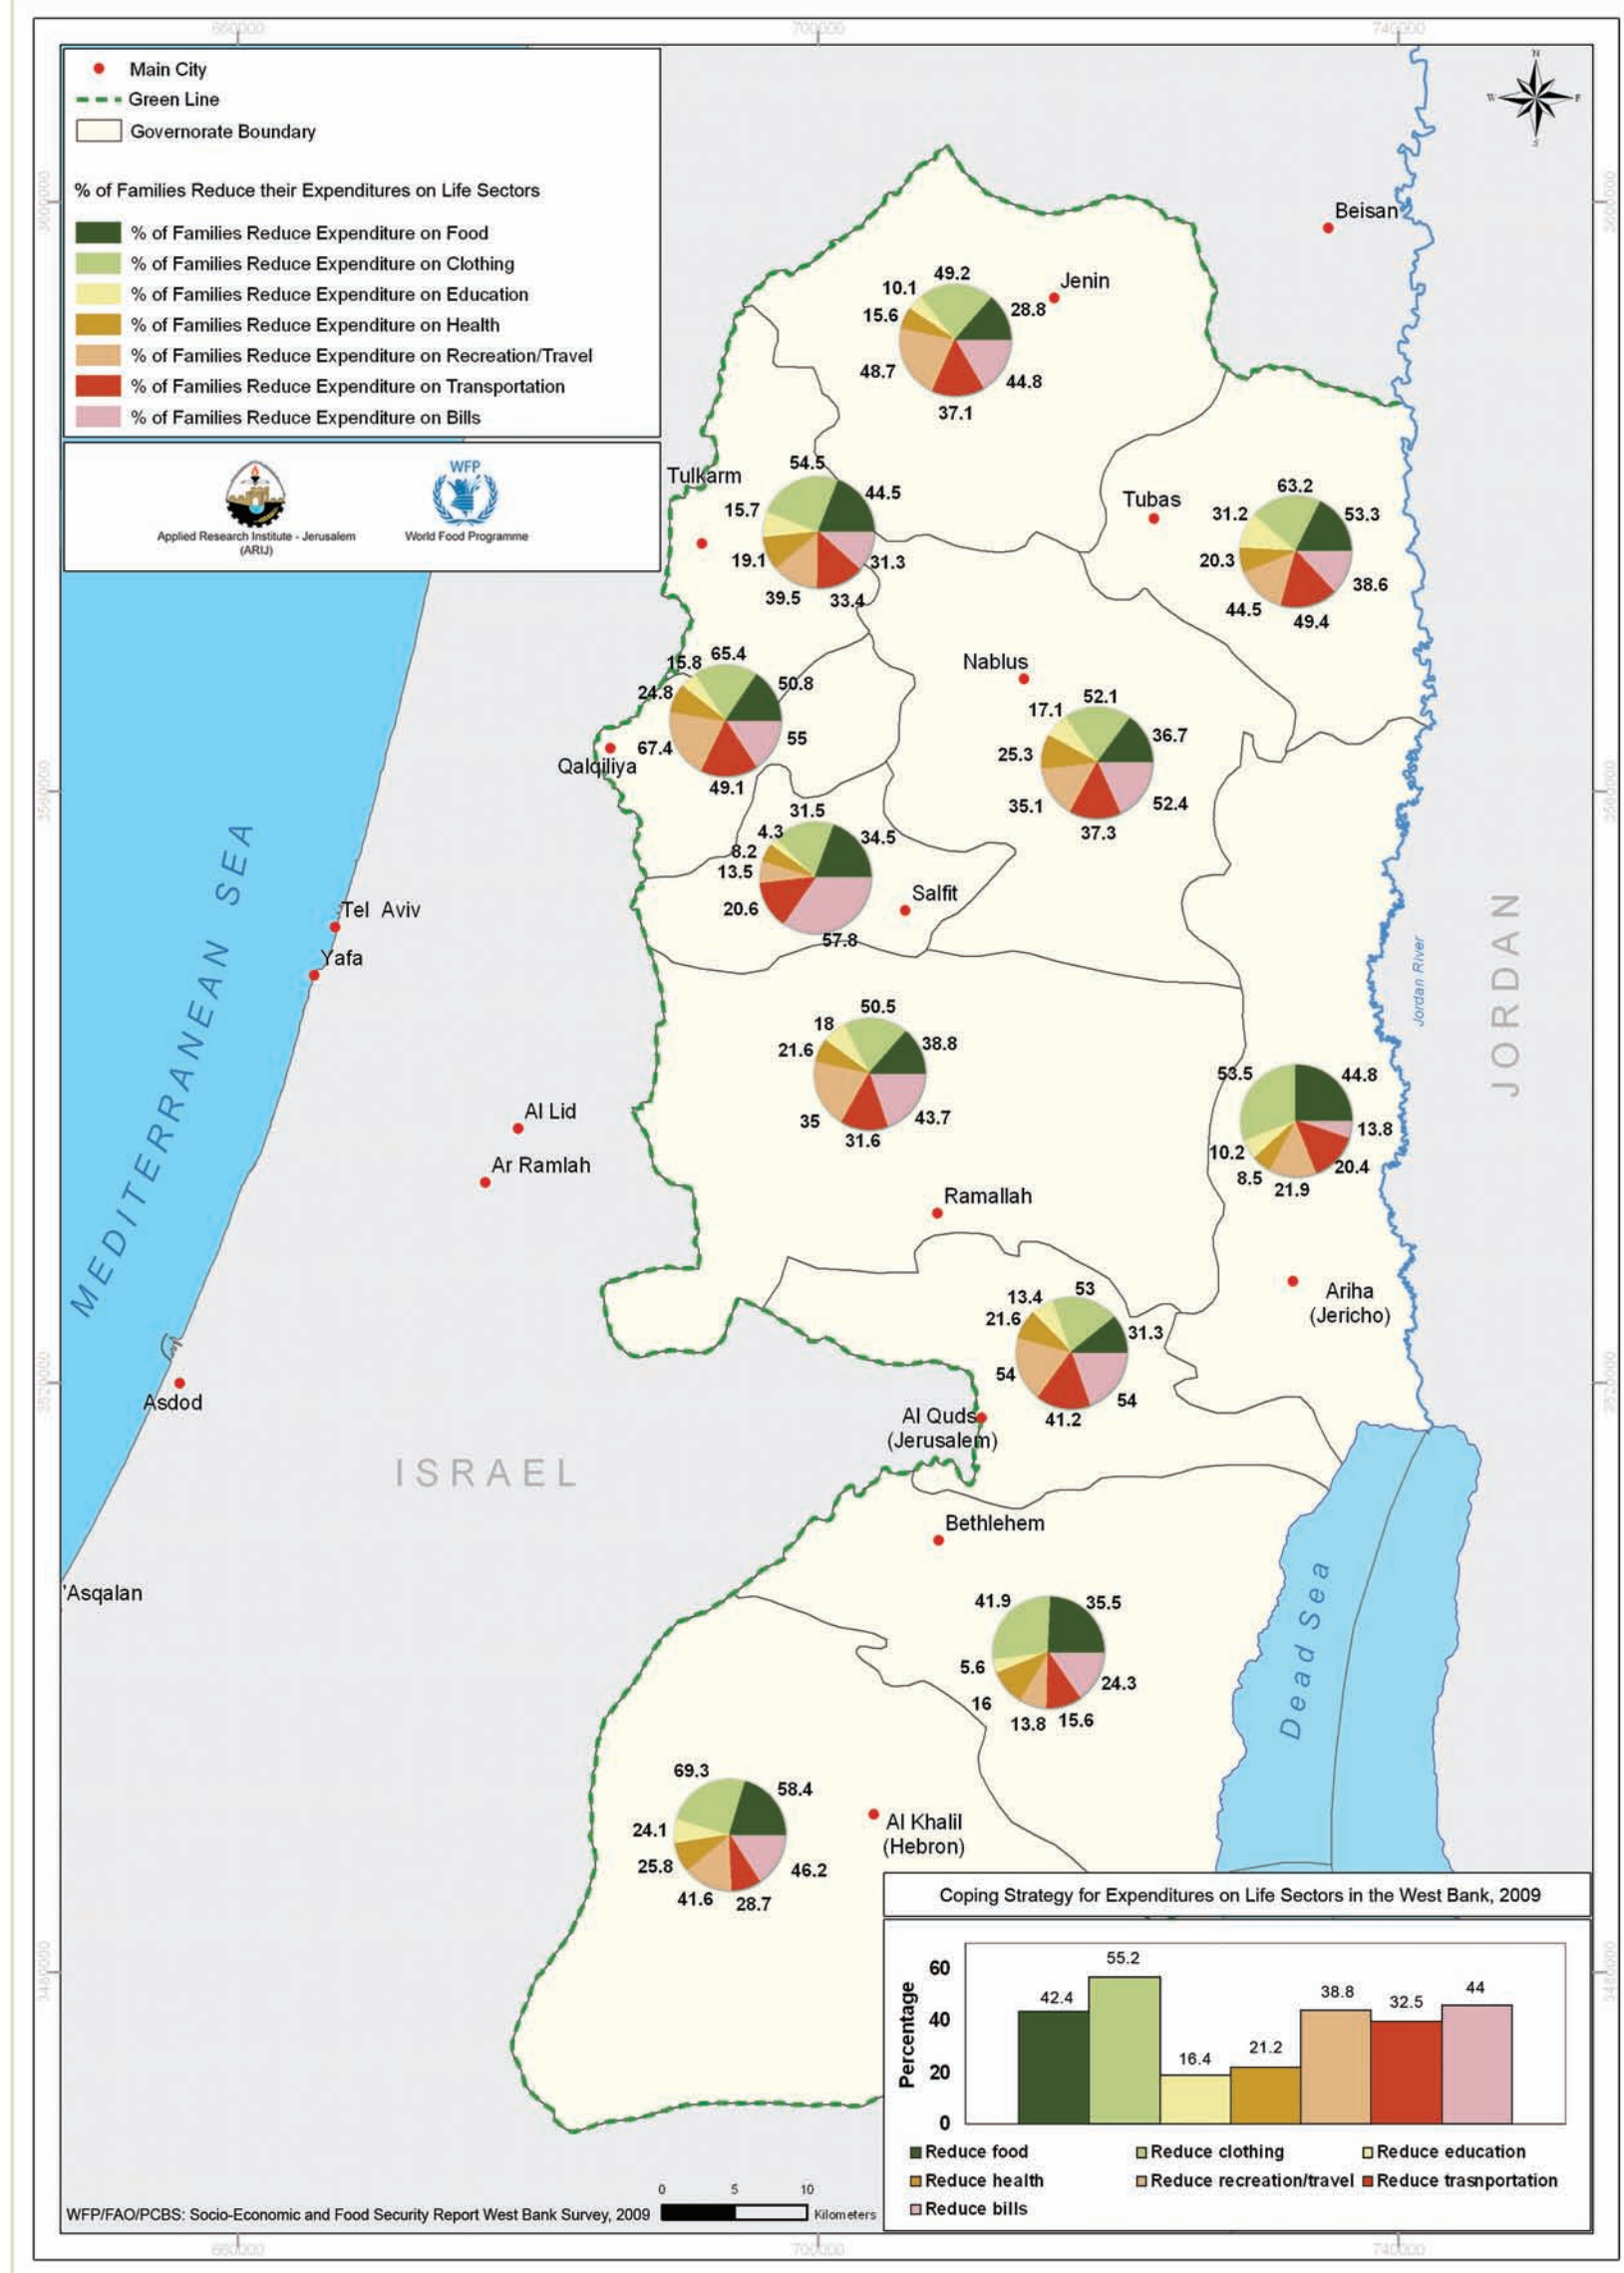 660000
700000
740000
Main City
Green Line
Governorate Boundary
% of Families Reduce their Expenditures on Life Sectors
% of Families Reduce Expenditure on Food
% of Families Reduce Expenditure on Clothing
% of Families Reduce Expenditure on Education
% of Families Reduce Expenditure on Health
% of Families Reduce Expenditure on Recreation/Travel
% of Families Reduce Expenditure on Transportation
% of Families Reduce Expenditure on Bills
Applied Research Institute - Jerusalem
(ARIJ)
WFP
World Food Programme
N
W
E
S
3600000
3600000
Beisan
Jenin
49.2
10.1
28.8
15.6
48.7
44.8
37.1
Tulkarm
54.5
44.5
15.7
19.1
31.3
39.5
33.4
Tubas
63.2
31.2
53.3
20.3
38.6
44.5
49.4
15.8
65.4
24.8
50.8
67.4
55
49.1
Qalqiliya
Nablus
52.1
17.1
36.7
25.3
35.1
52.4
37.3
3560000
3560000
31.5
4.3
34.5
8.2
13.5
20.6
57.8
Salfit
MEDITERRANEAN SEA
Tel Aviv
Yafa
Jordan River
JORDAN
50.5
18
38.8
21.6
35
43.7
31.6
53.5
44.8
13.8
10.2
20.4
8.5
21.9
Al Lid
Ar Ramlah
Ramallah
Ariha
(Jericho)
53
13.4
21.6
31.3
54
54
41.2
3520000
3520000
Asdod
Al Quds
(Jerusalem)
ISRAEL
Bethlehem
'Asqalan
41.9
35.5
5.6
24.3
16
13.8
15.6
Dead Sea
69.3
58.4
24.1
25.8
46.2
41.6
28.7
Al Khalil
(Hebron)
3480000
3480000
Coping Strategy for Expenditures on Life Sectors in the West Bank, 2009
Percentage
60
40
20
0
42.4
55.2
16.4
21.2
38.8
32.5
44
Reduce food
Reduce clothing
Reduce education
Reduce health
Reduce recreation/travel
Reduce trasnportation
Reduce bills
0
5
10
Kilometers
WFP/FAO/PCBS: Socio-Economic and Food Security Report West Bank Survey, 2009
660000
700000
740000